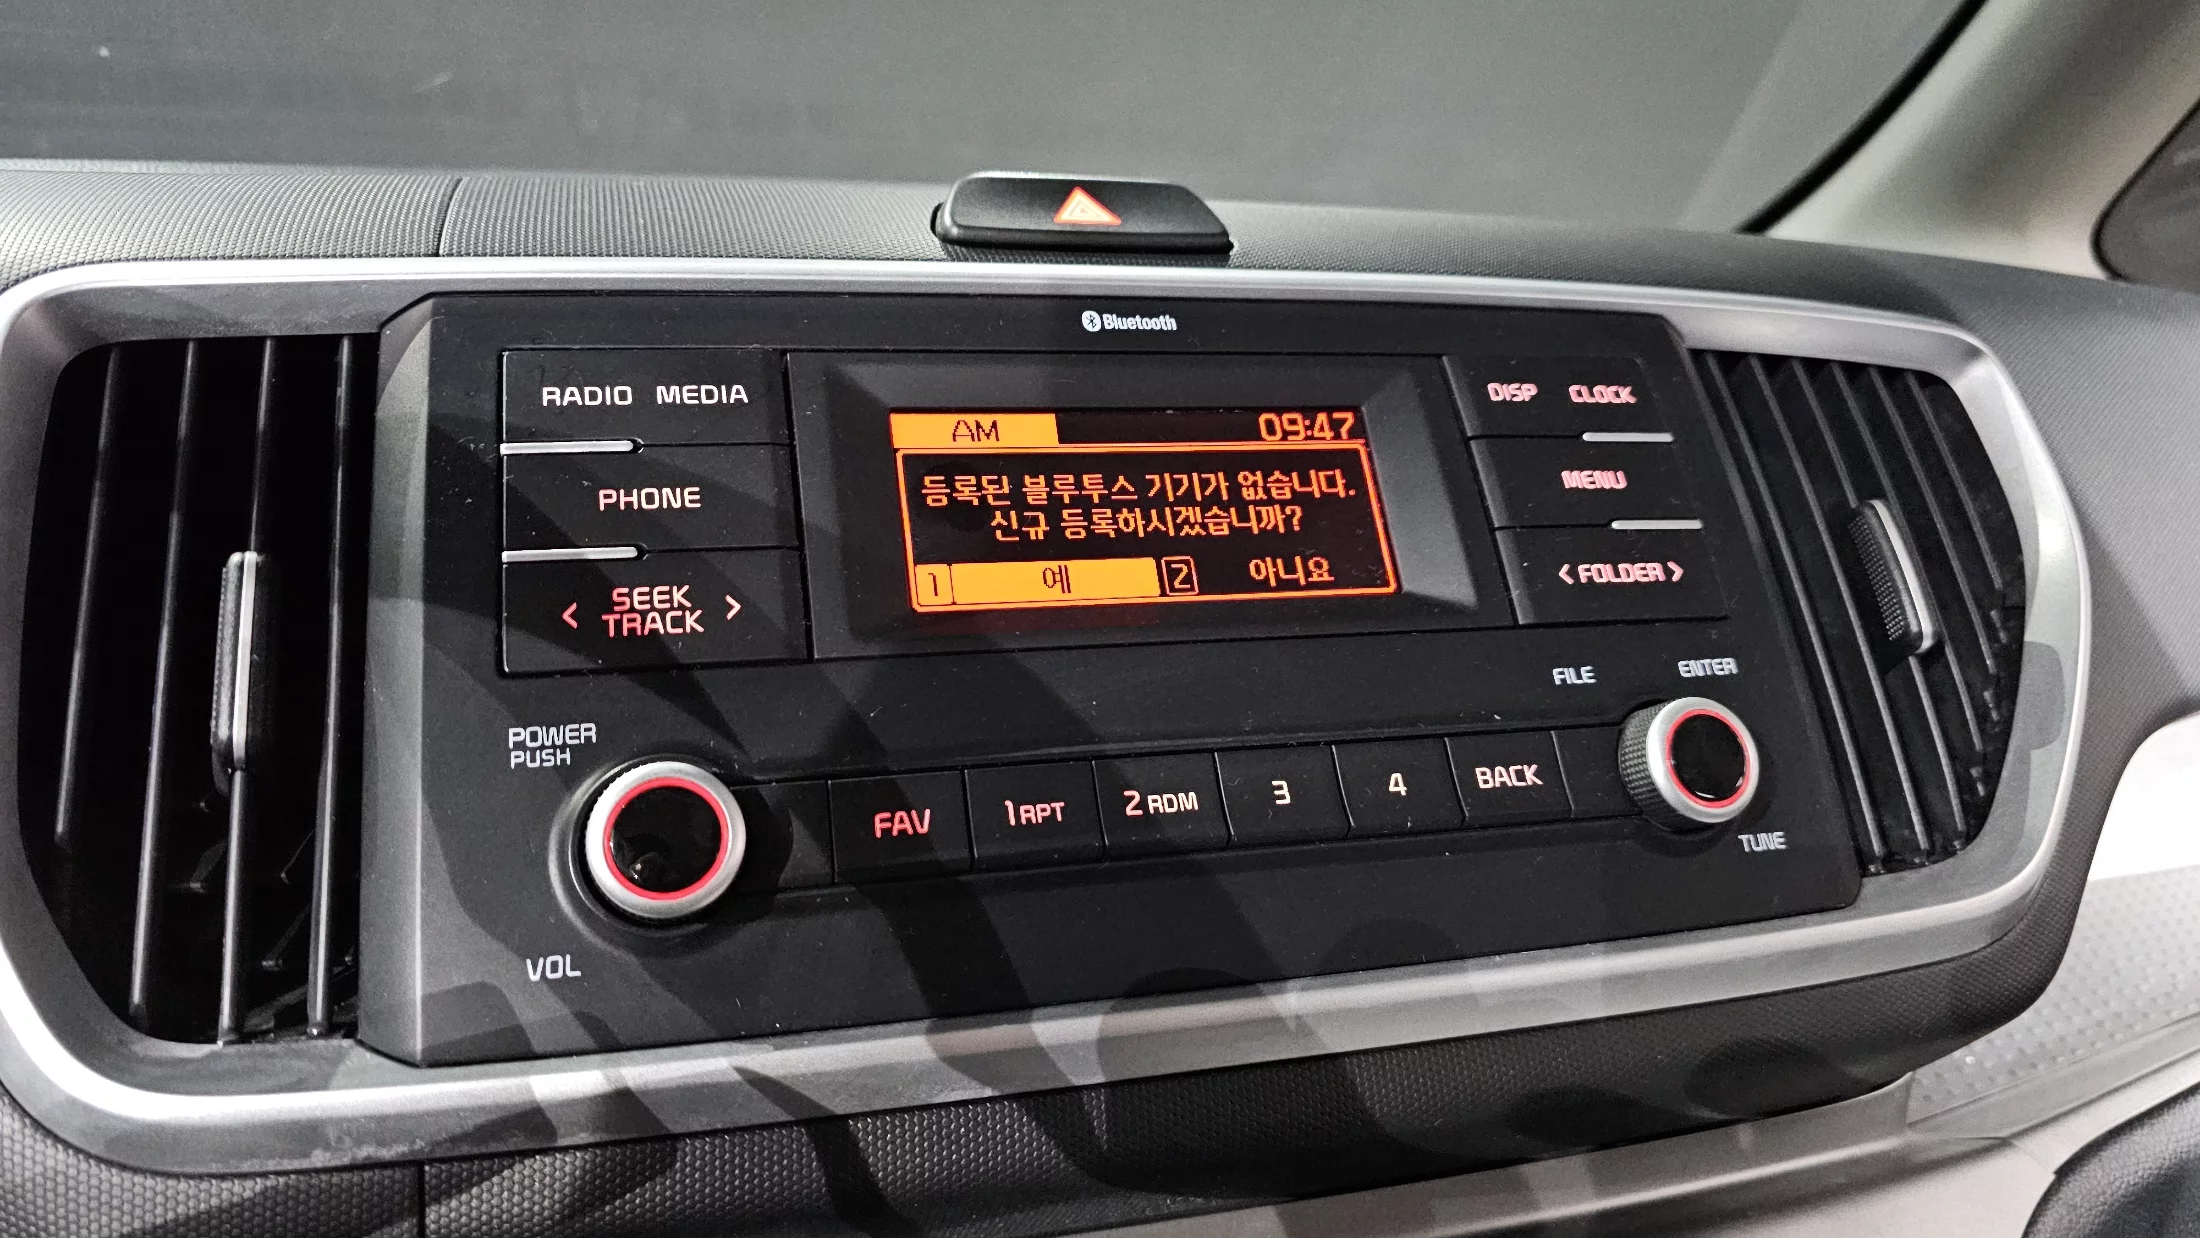 Bluetooth
RADIO MEDIA
PHONE
< SEEK >
TRACK
AM 09:47
등록된 블루투스 기기가 없습니다.
신규 등록하시겠습니까?
1 예 2 아니요
DISP CLOCK
MENU
< FOLDER >
POWER
PUSH
VOL
FAV 1 RPT 2 RDM 3 4 BACK
FILE ENTER
TUNE